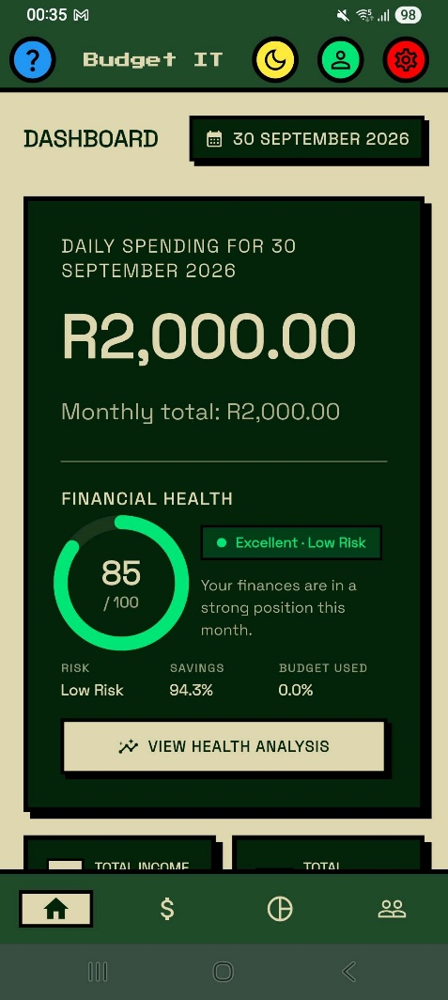 00:35
98
?
Budget IT
DASHBOARD
30 SEPTEMBER 2026
DAILY SPENDING FOR 30
SEPTEMBER 2026
R2,000.00
Monthly total: R2,000.00
FINANCIAL HEALTH
85
/ 100
Excellent · Low Risk
Your finances are in a
strong position this
month.
RISK
SAVINGS
BUDGET USED
Low Risk
94.3%
0.0%
VIEW HEALTH ANALYSIS
TOTAL INCOME
TOTAL
$